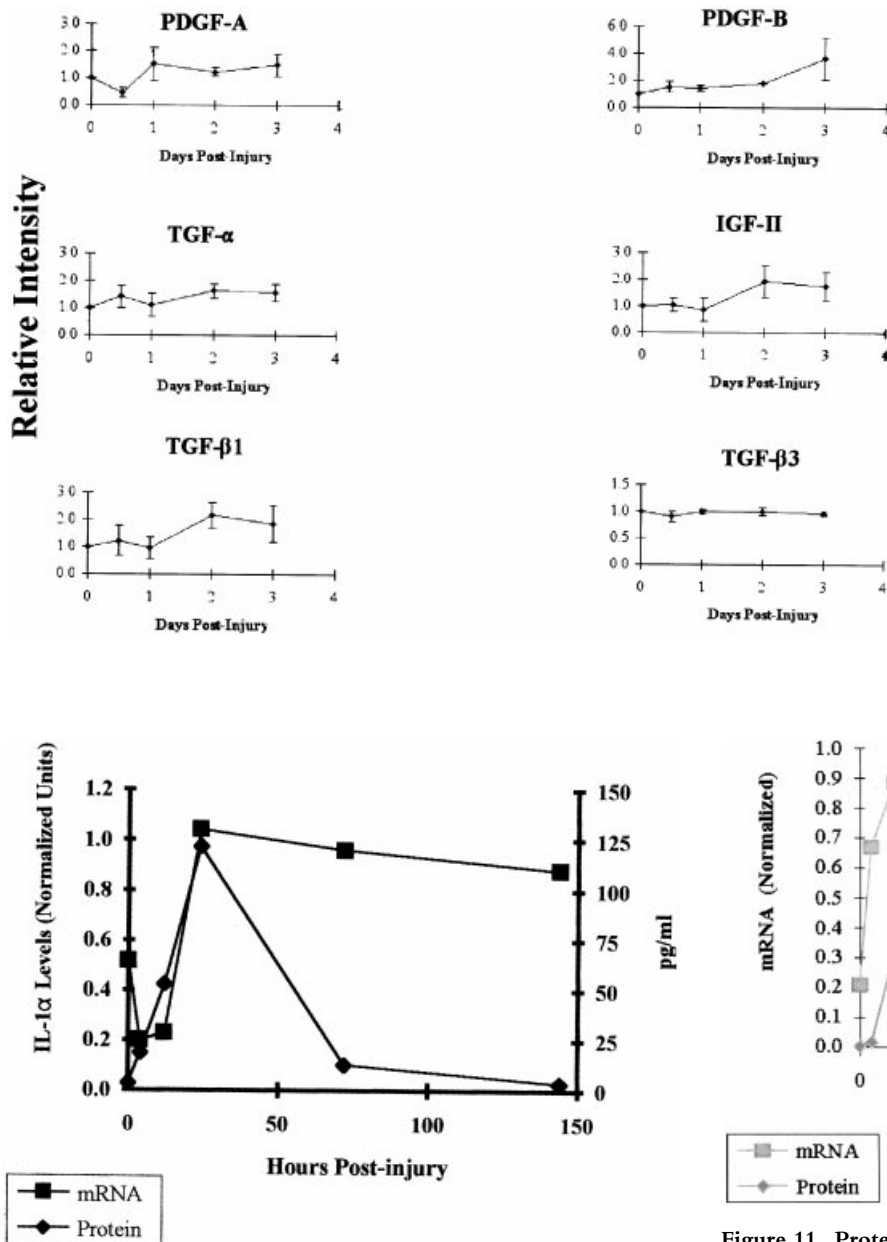 PDGF-A
3.0
2.0
1.0
0.0
0 1 2 3 4
Days Post-Injury
PDGF-B
6.0
4.0
2.0
0.0
0 1 2 3 4
Days Post-Injury
Relative Intensity
TGF-α
3.0
2.0
1.0
0.0
0 1 2 3 4
Days Post-Injury
IGF-II
3.0
2.0
1.0
0.0
0 1 2 3 4
Days Post-Injury
TGF-β1
3.0
2.0
1.0
0.0
0 1 2 3 4
Days Post-Injury
TGF-β3
1.5
1.0
0.5
0.0
0 1 2 3 4
Days Post-Injury
IL-1α Levels (Normalized Units)
1.2
1.0
0.8
0.6
0.4
0.2
0.0
150
125
100
75
50
25
0
pg/ml
0 50 100 150
Hours Post-injury
mRNA
Protein
mRNA (Normalized)
1.0
0.9
0.8
0.7
0.6
0.5
0.4
0.3
0.2
0.1
0.0
0
mRNA
Protein
Figure 11. Prote